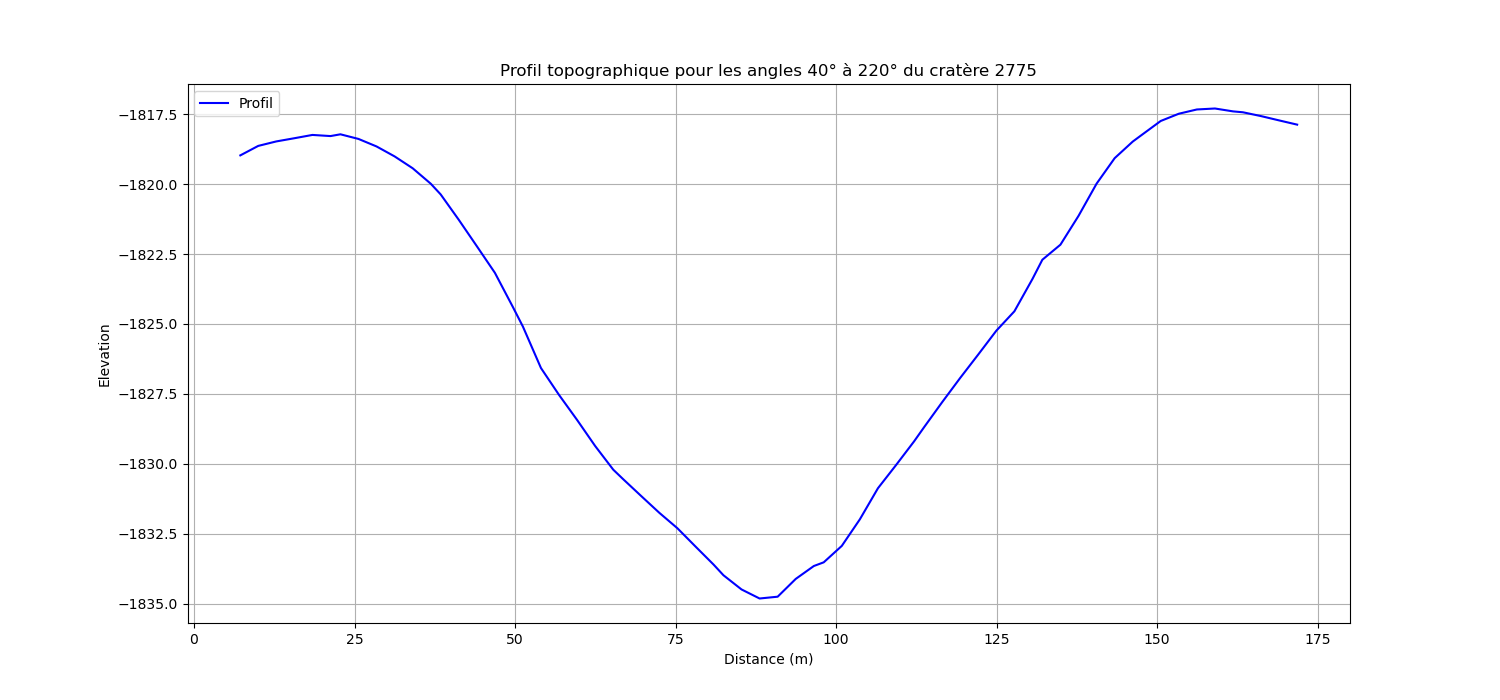 Profil topographique pour les angles 40° à 220° du cratère 2775
Profil
−1817.5
−1820.0
−1822.5
−1825.0
−1827.5
−1830.0
−1832.5
−1835.0
Elevation
0 25 50 75 100 125 150 175
Distance (m)